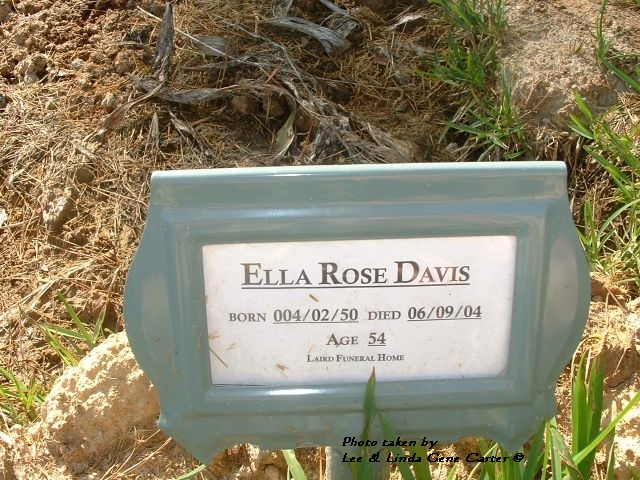 ELLA ROSE DAVIS
BORN 004/02/50 DIED 06/09/04
AGE 54
LAIRD FUNERAL HOME
Photo taken by
Lee & Linda Gene Carter ©